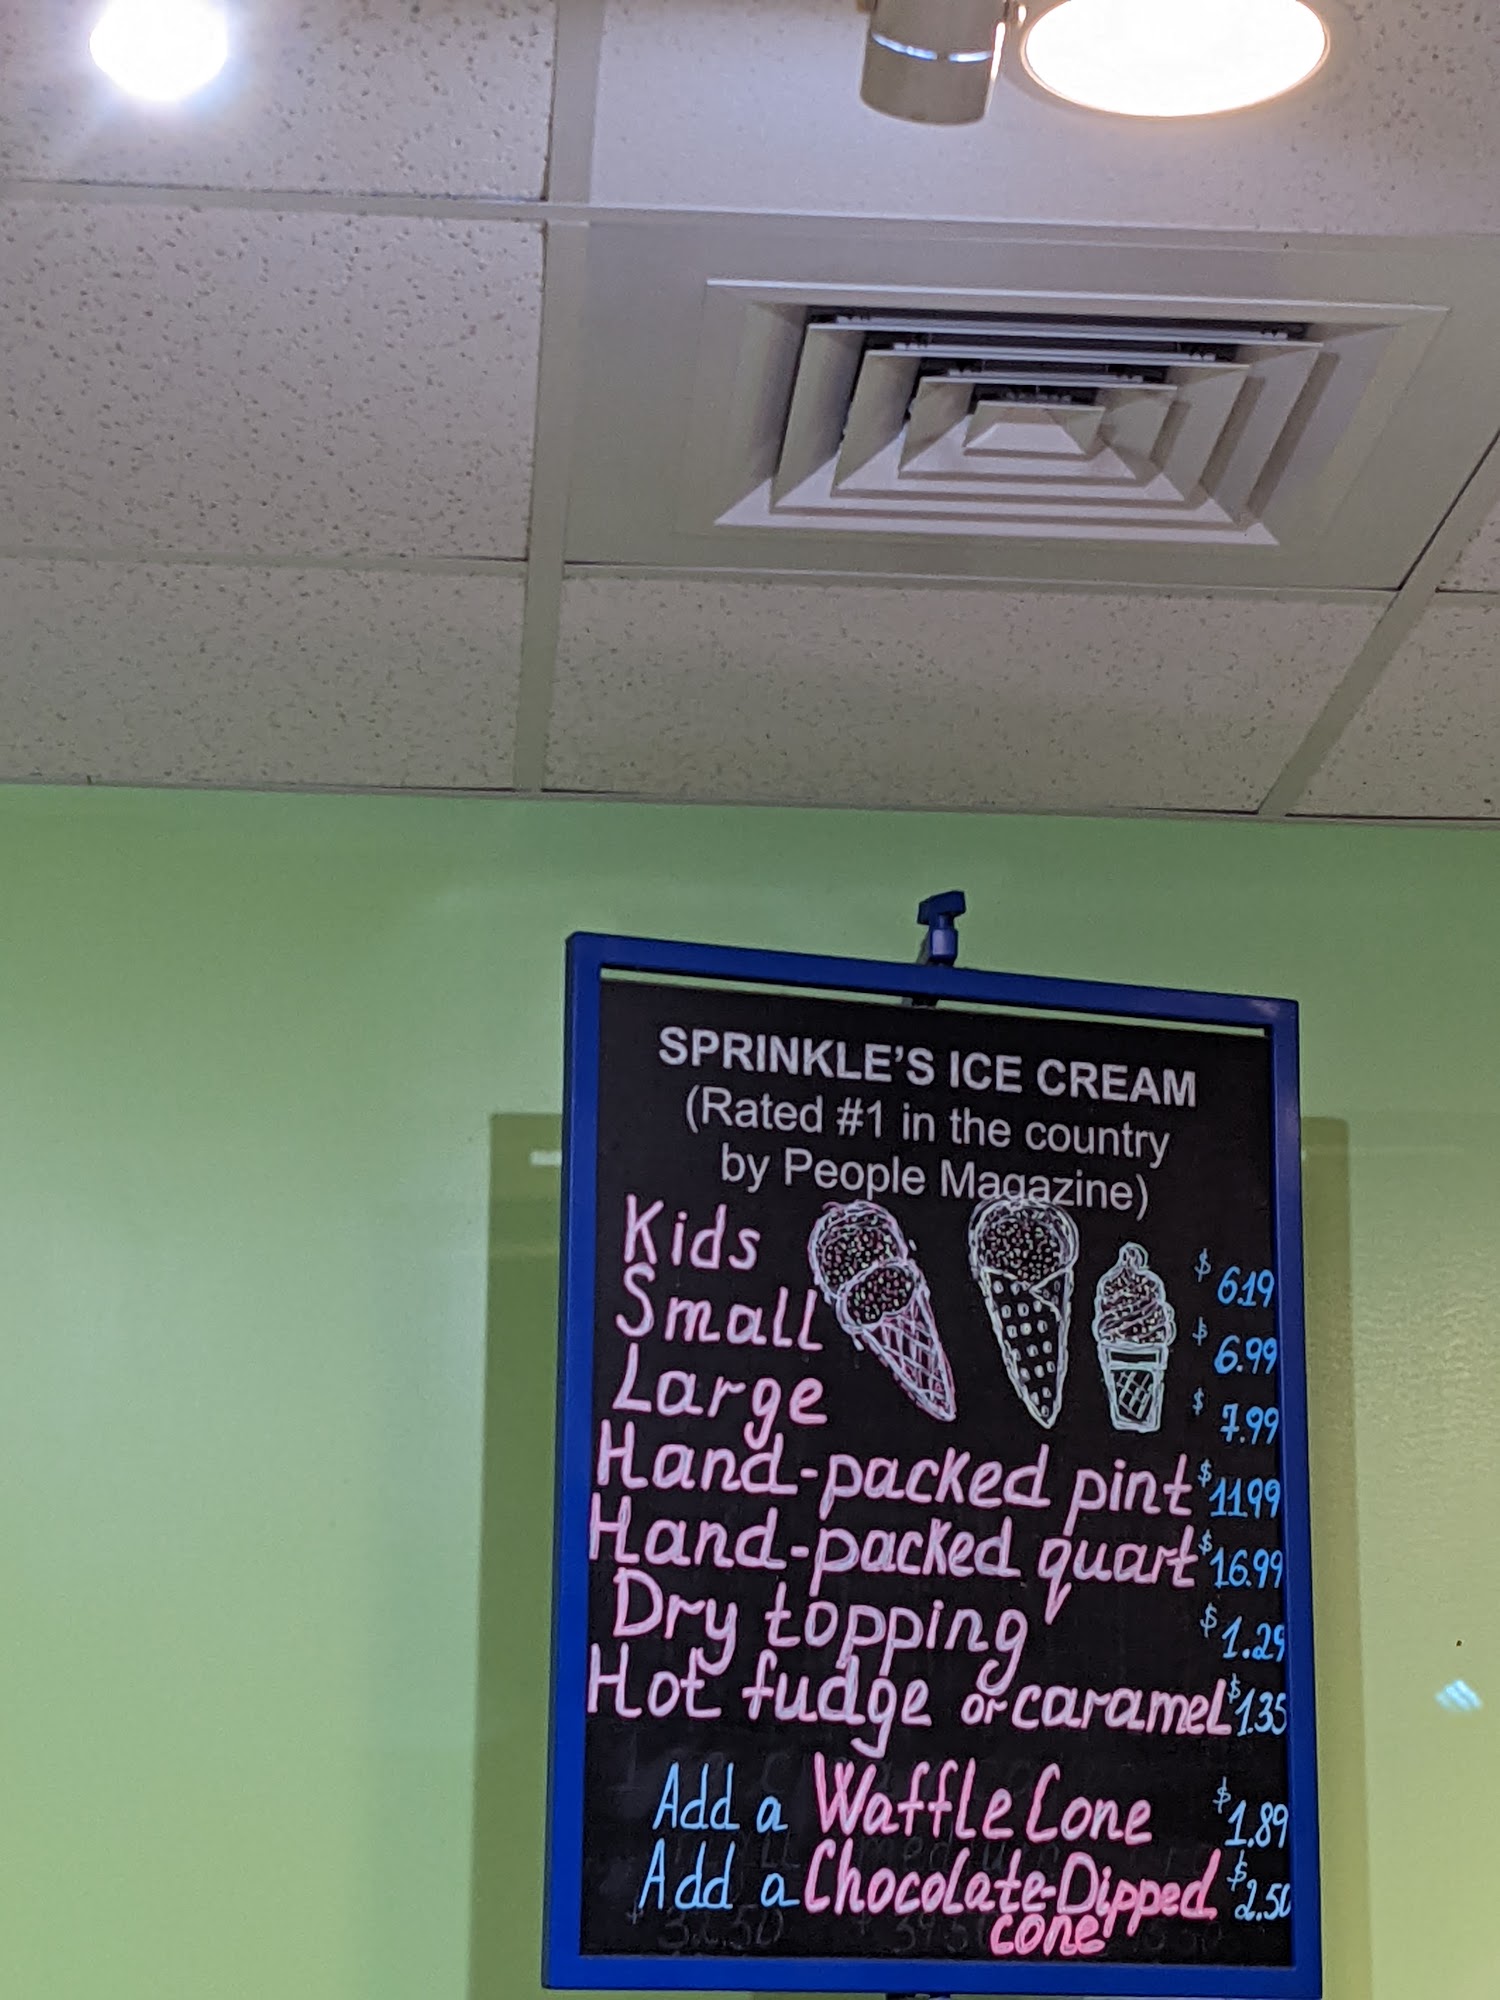 SPRINKLE'S ICE CREAM
(Rated #1 in the country
by People Magazine)
Kids $6.19
Small $6.99
Large $7.99
Hand-packed pint $11.99
Hand-packed quart $16.99
Dry topping $1.29
Hot fudge or caramel $1.35
Add a Waffle Cone $1.89
Add a Chocolate-Dipped $2.50
cone